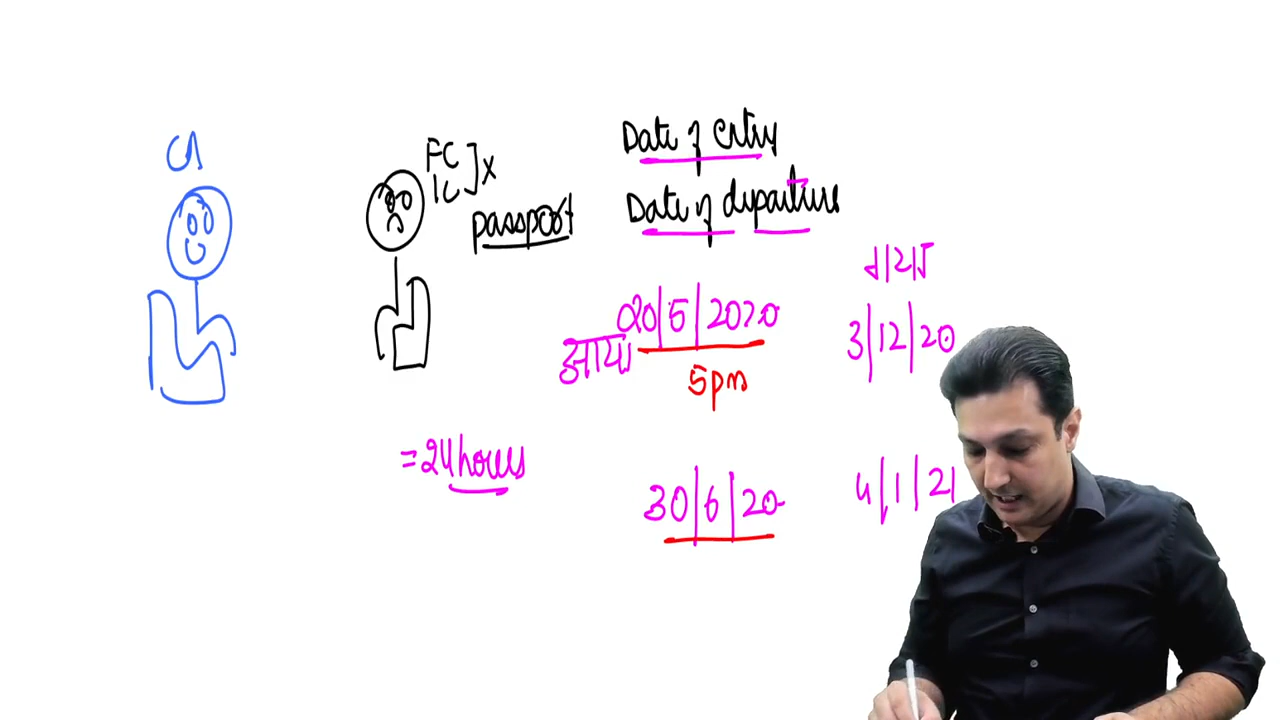 CA
FC
IC ] x
passport
Date of entry
Date of departure
20|5|2020
आया
5pm
3|12|20
= 24 hours
30|6|20
4|1|21